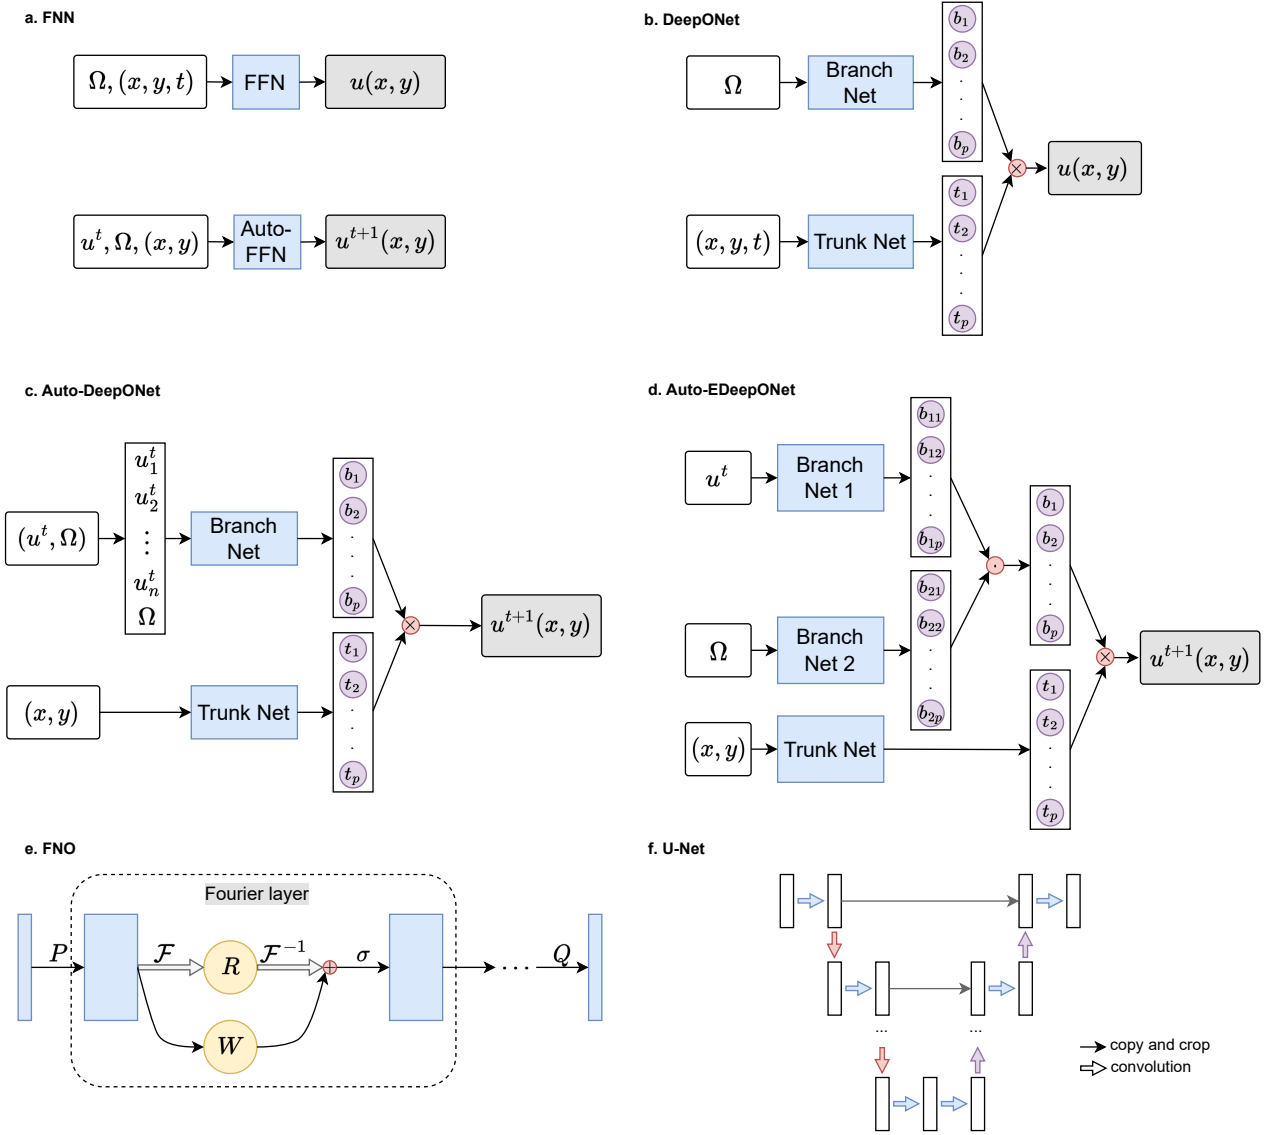 a. FNN
Ω, (x, y, t)
FFN
u(x, y)
u^t, Ω, (x, y)
Auto-
FFN
u^{t+1}(x, y)
b. DeepONet
Ω
Branch
Net
b_1
b_2
.
.
.
b_p
(x, y, t)
Trunk Net
t_1
t_2
.
.
.
t_p
×
u(x, y)
c. Auto-DeepONet
(u^t, Ω)
u_1^t
u_2^t
⋮
u_n^t
Ω
Branch
Net
b_1
b_2
.
.
.
b_p
(x, y)
Trunk Net
t_1
t_2
.
.
.
t_p
×
u^{t+1}(x, y)
d. Auto-EDeepONet
u^t
Branch
Net 1
b_{11}
b_{12}
.
.
.
b_{1p}
Ω
Branch
Net 2
b_{21}
b_{22}
.
.
.
b_{2p}
·
b_1
b_2
.
.
.
b_p
(x, y)
Trunk Net
t_1
t_2
.
.
.
t_p
×
u^{t+1}(x, y)
e. FNO
Fourier layer
P
ℱ
R
ℱ^{-1}
+
σ
W
...
Q
f. U-Net
... ...
copy and crop
convolution